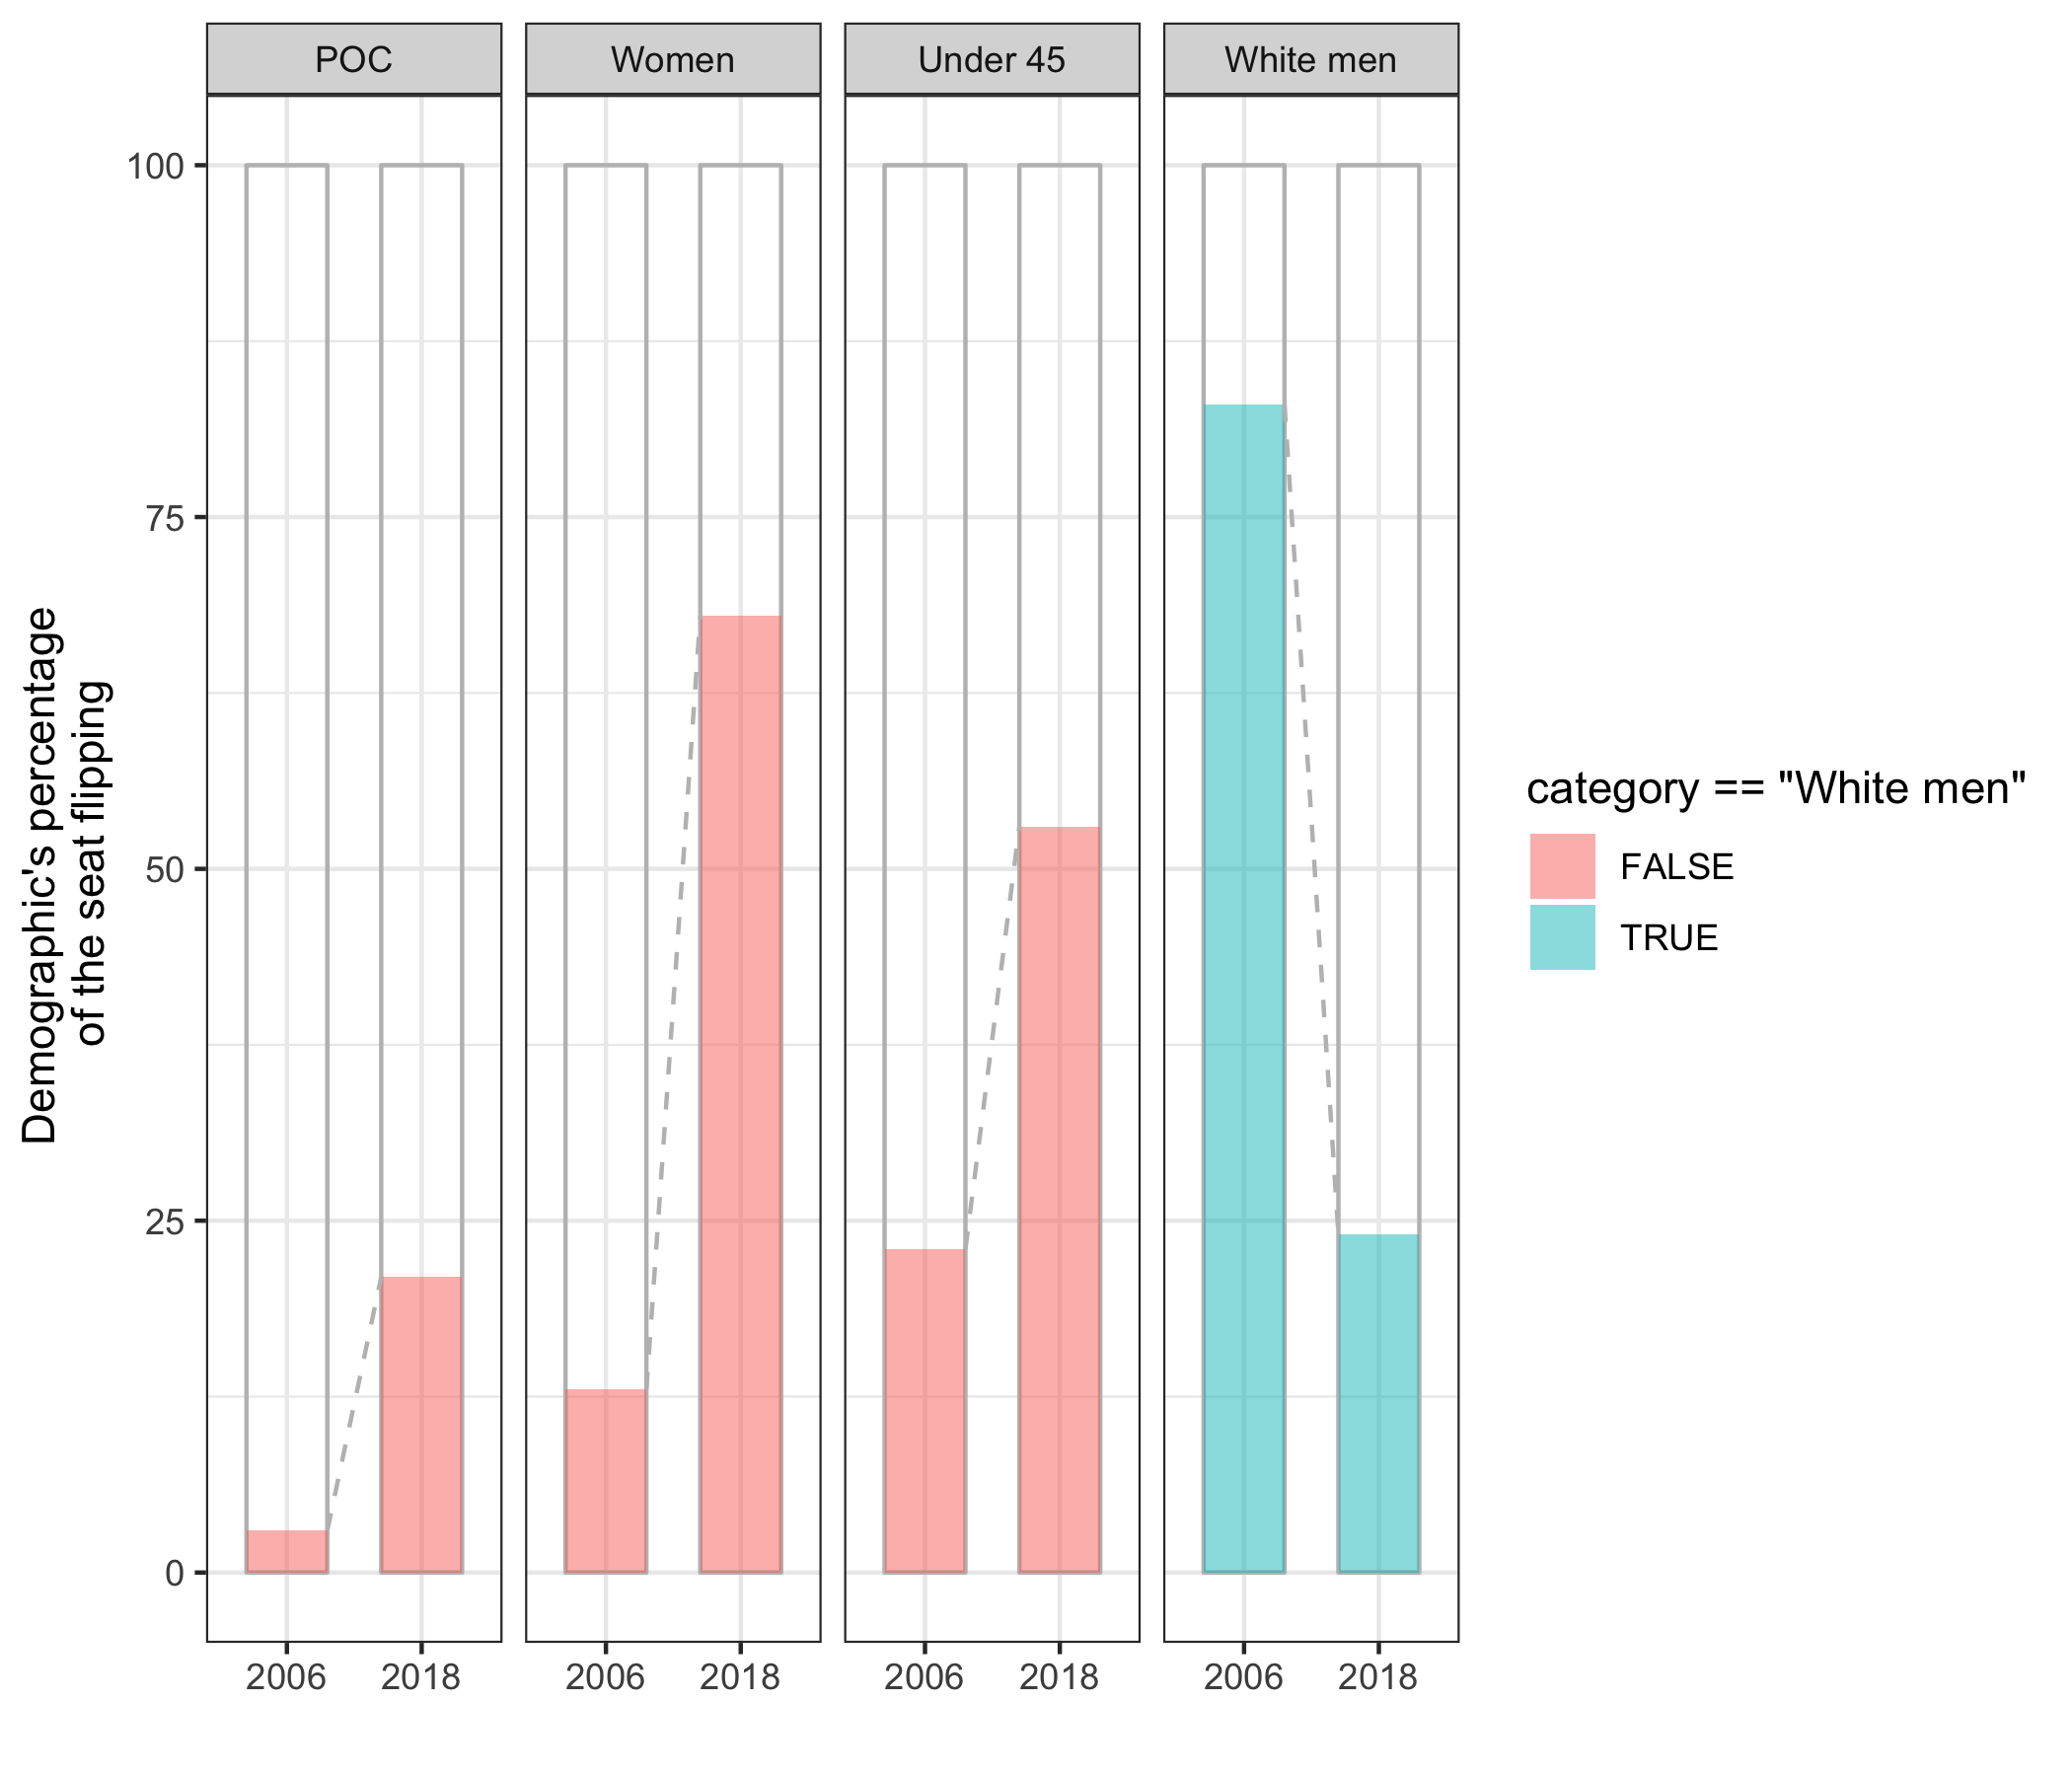 POC Women Under 45 White men
100
75
50
25
0
Demographic's percentage
of the seat flipping
2006 2018 2006 2018 2006 2018 2006 2018
category == "White men"
FALSE
TRUE